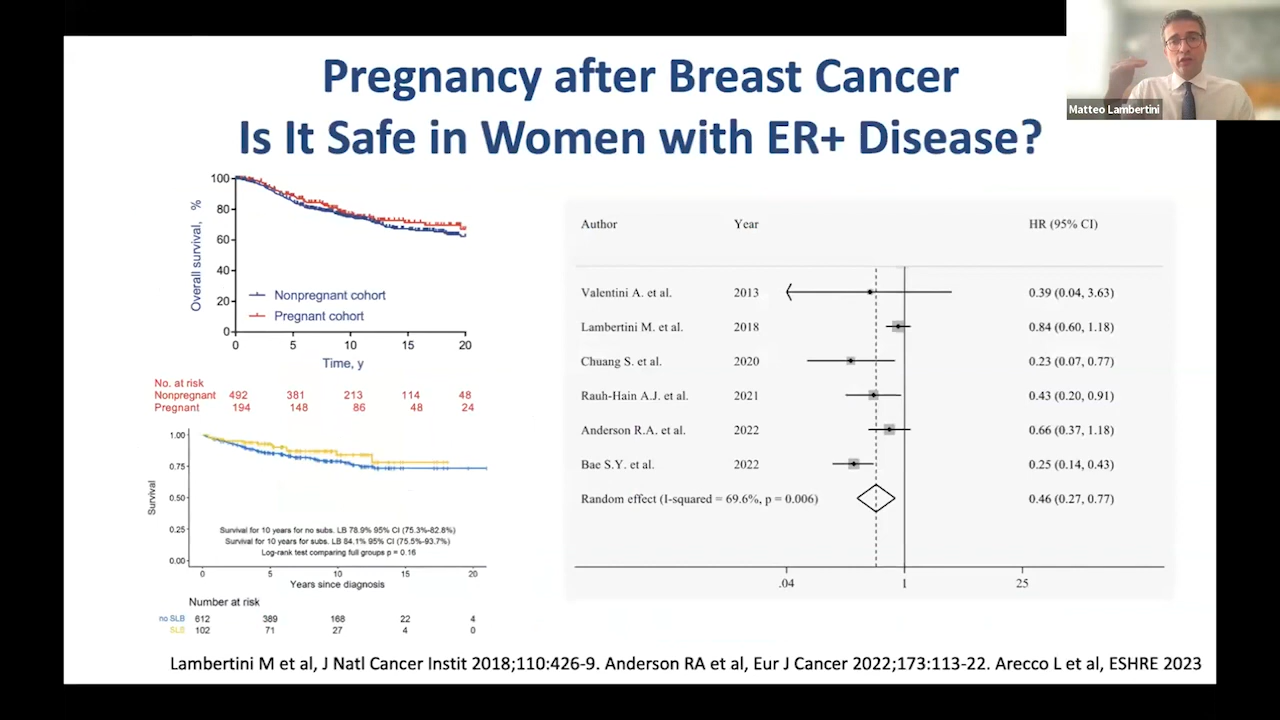 Matteo Lambertini
Pregnancy after Breast Cancer
Is It Safe in Women with ER+ Disease?
Overall survival, %
100
80
60
40
20
0
Nonpregnant cohort
Pregnant cohort
0 5 10 15 20
Time, y
No. at risk
Nonpregnant 492 381 213 114 48
Pregnant 194 148 86 48 24
Survival
1.00
0.75
0.50
0.25
0.00
Survival for 10 years for no subs. LB 78.9% 95% CI (75.3%-82.8%)
Survival for 10 years for subs. LB 84.1% 95% CI (75.5%-93.7%)
Log-rank test comparing full groups p = 0.16
0 5 10 15 20
Years since diagnosis
Number at risk
no SLB 612 389 168 22 4
SLB 102 71 27 4 0
Author Year HR (95% CI)
Valentini A. et al. 2013 0.39 (0.04, 3.63)
Lambertini M. et al. 2018 0.84 (0.60, 1.18)
Chuang S. et al. 2020 0.23 (0.07, 0.77)
Rauh-Hain A.J. et al. 2021 0.43 (0.20, 0.91)
Anderson R.A. et al. 2022 0.66 (0.37, 1.18)
Bae S.Y. et al. 2022 0.25 (0.14, 0.43)
Random effect (I-squared = 69.6%, p = 0.006) 0.46 (0.27, 0.77)
.04 1 25
Lambertini M et al, J Natl Cancer Instit 2018;110:426-9. Anderson RA et al, Eur J Cancer 2022;173:113-22. Arecco L et al, ESHRE 2023